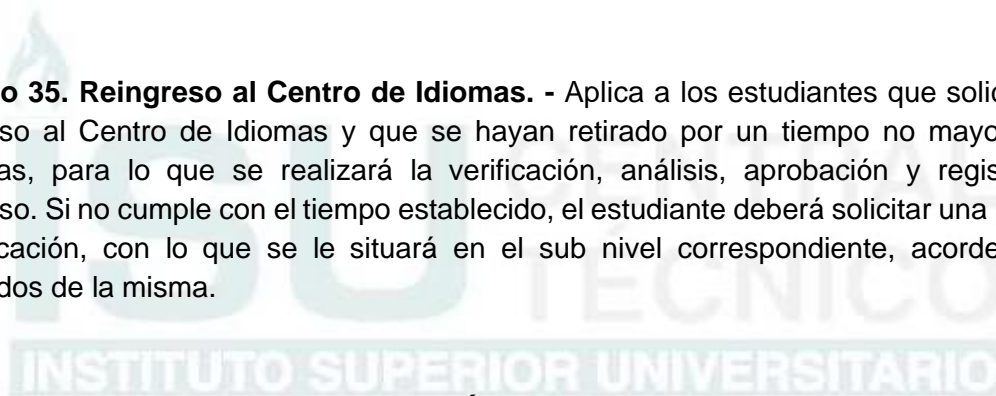 o 35. Reingreso al Centro de Idiomas. - Aplica a los estudiantes que solic
so al Centro de Idiomas y que se hayan retirado por un tiempo no mayo
as, para lo que se realizará la verificación, análisis, aprobación y regis
so. Si no cumple con el tiempo establecido, el estudiante deberá solicitar una
cación, con lo que se le situará en el sub nivel correspondiente, acorde
dos de la misma.
ISU CENTRAL
TÉCNICO
INSTITUTO SUPERIOR UNIVERSITARIO